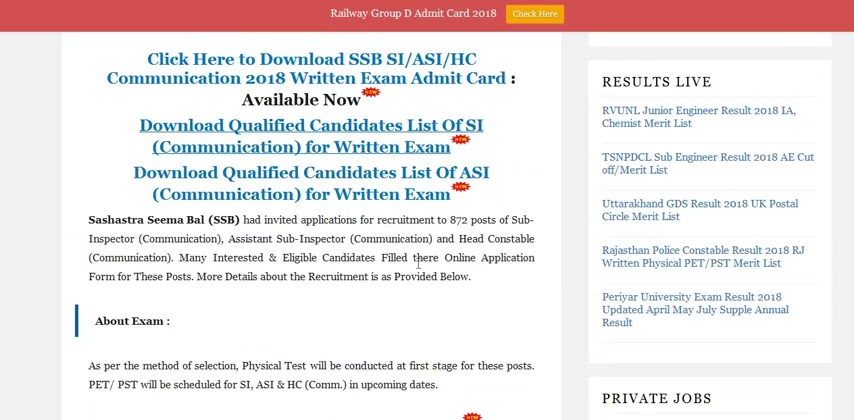 Railway Group D Admit Card 2018 Check Here
Click Here to Download SSB SI/ASI/HC
Communication 2018 Written Exam Admit Card :
Available Now NEW
Download Qualified Candidates List Of SI
(Communication) for Written Exam NEW
Download Qualified Candidates List Of ASI
(Communication) for Written Exam NEW
Sashastra Seema Bal (SSB) had invited applications for recruitment to 872 posts of Sub-
Inspector (Communication), Assistant Sub-Inspector (Communication) and Head Constable
(Communication). Many Interested & Eligible Candidates Filled there Online Application
Form for These Posts. More Details about the Recruitment is as Provided Below.
About Exam :
As per the method of selection, Physical Test will be conducted at first stage for these posts.
PET/ PST will be scheduled for SI, ASI & HC (Comm.) in upcoming dates.
NEW
RESULTS LIVE
RVUNL Junior Engineer Result 2018 IA,
Chemist Merit List
TSNPDCL Sub Engineer Result 2018 AE Cut
off/Merit List
Uttarakhand GDS Result 2018 UK Postal
Circle Merit List
Rajasthan Police Constable Result 2018 RJ
Written Physical PET/PST Merit List
Periyar University Exam Result 2018
Updated April May July Supple Annual
Result
PRIVATE JOBS